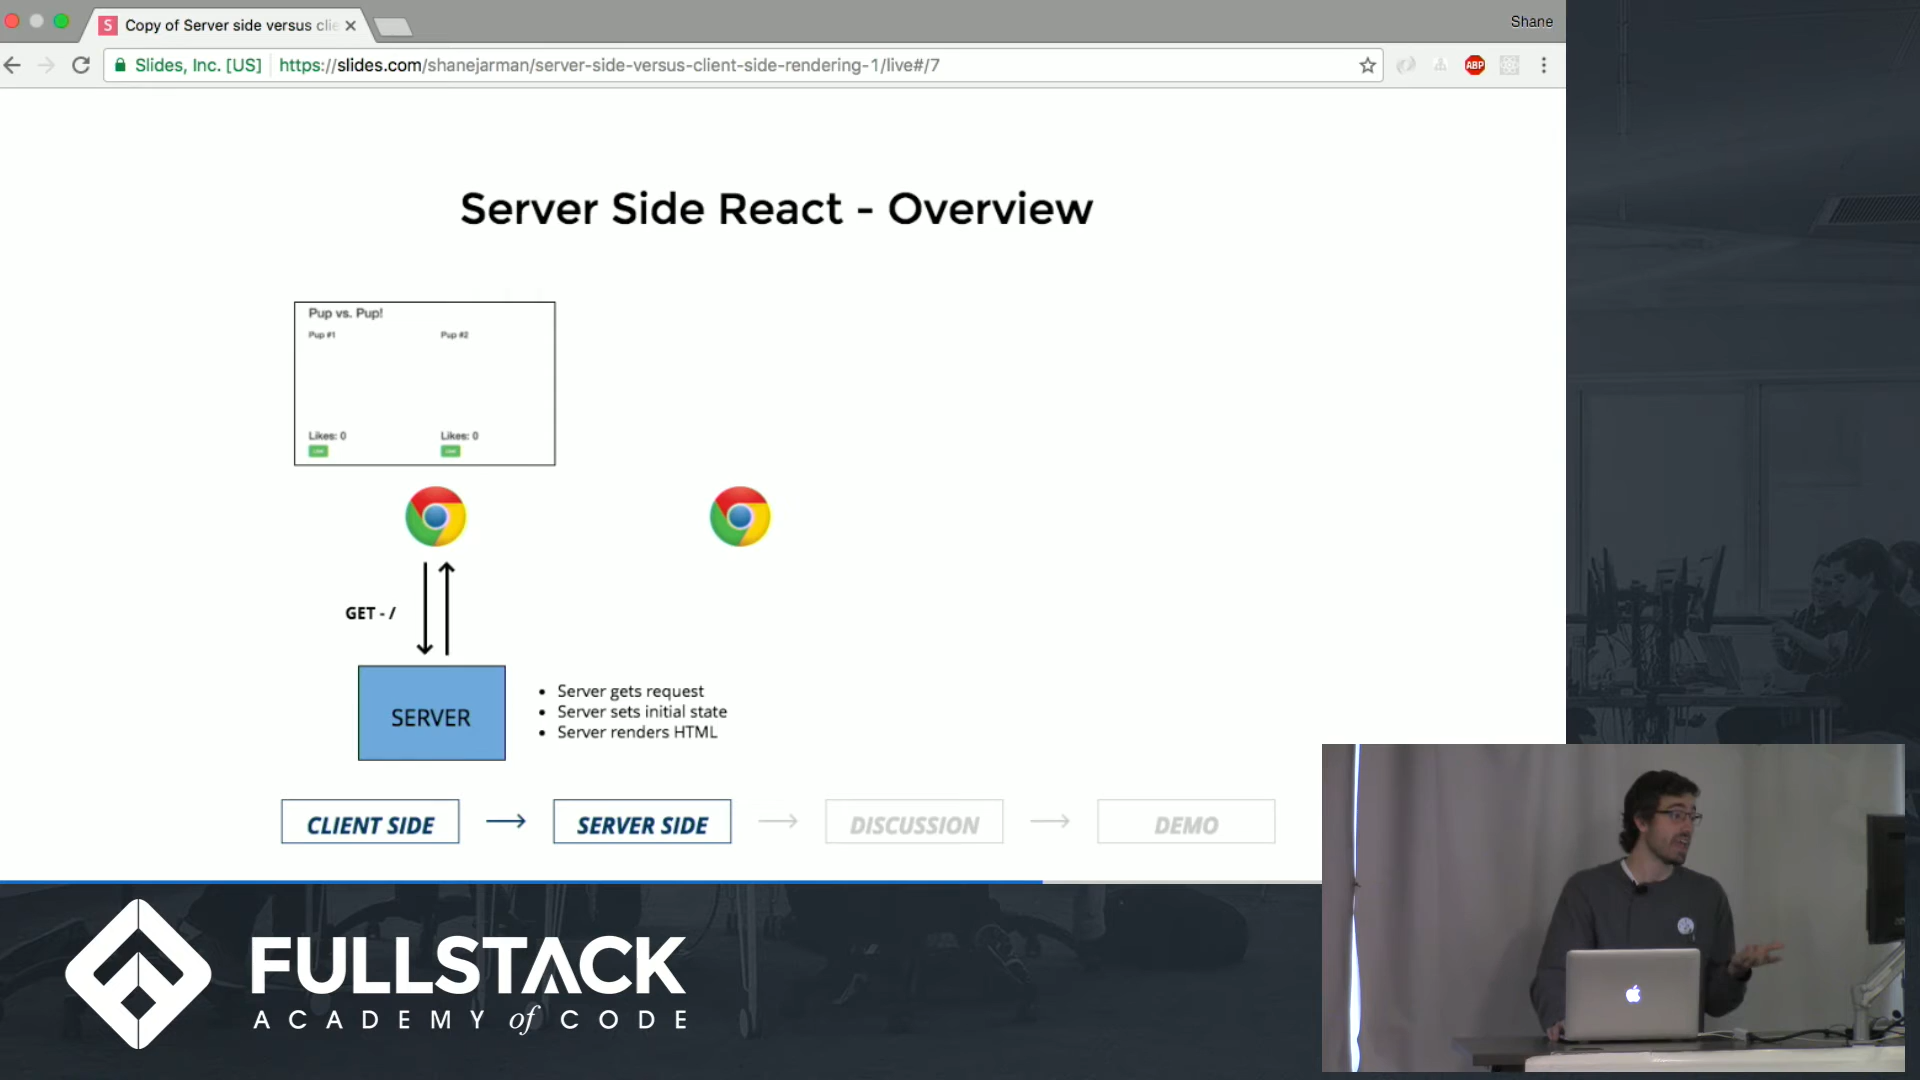 Copy of Server side versus clie
Shane
Slides, Inc. [US]
https://slides.com/shanejarman/server-side-versus-client-side-rendering-1/live#/7
ABP
Server Side React - Overview
Pup vs. Pup!
Pup #1
Pup #2
Likes: 0
Likes: 0
GET - /
SERVER
Server gets request
Server sets initial state
Server renders HTML
CLIENT SIDE
SERVER SIDE
DISCUSSION
DEMO
FULLSTACK
ACADEMY of CODE